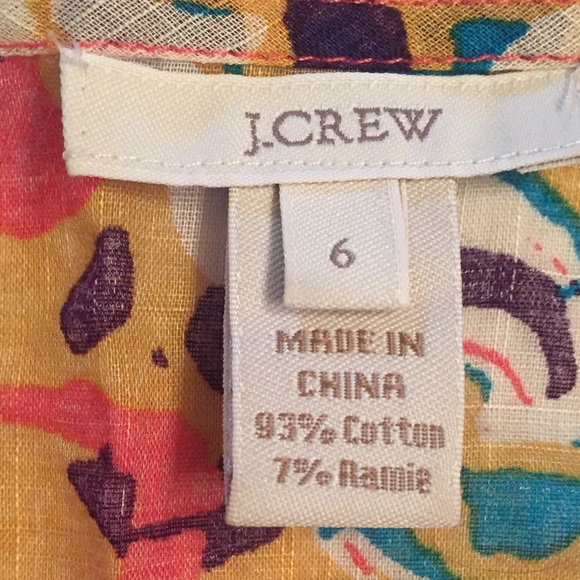 J.CREW
6
MADE IN
CHINA
93% Cotton
7% Ramie